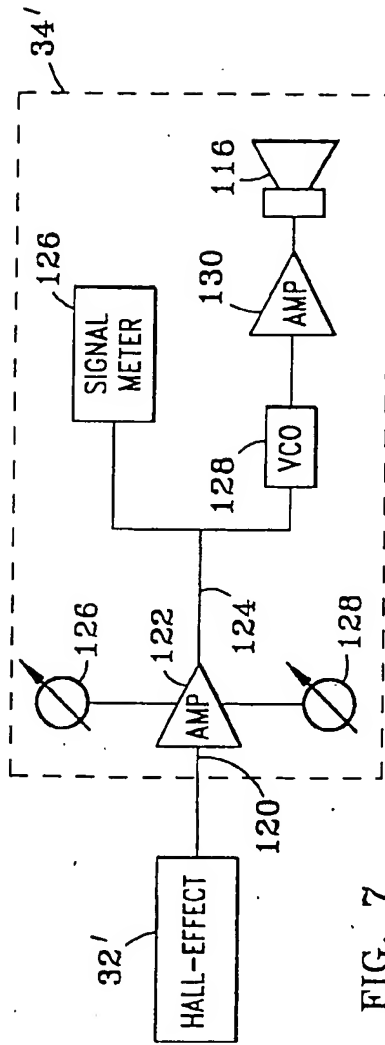 34'
126
SIGNAL
METER
116
130
AMP
128
VCO
126
122
AMP
124
128
120
32'
HALL-EFFECT
FIG. 7